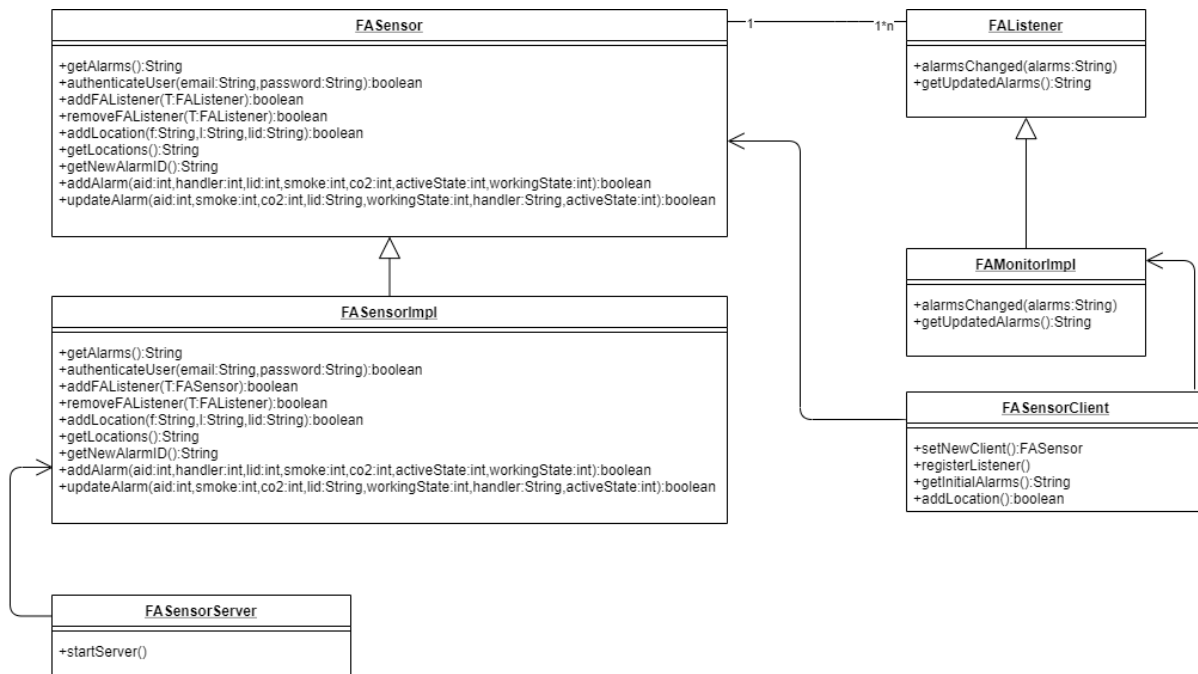 FASensor
+getAlarms():String
+authenticateUser(email:String,password:String):boolean
+addFAListener(T:FAListener):boolean
+removeFAListener(T:FAListener):boolean
+addLocation(f:String,l:String,lid:String):boolean
+getLocations():String
+getNewAlarmID():String
+addAlarm(aid:int,handler:int,lid:int,smoke:int,co2:int,activeState:int,workingState:int):boolean
+updateAlarm(aid:int,smoke:int,co2:int,lid:String,workingState:int,handler:String,activeState:int):boolean
1
1*n
FAListener
+alarmsChanged(alarms:String)
+getUpdatedAlarms():String
FAMonitorImpl
+alarmsChanged(alarms:String)
+getUpdatedAlarms():String
FASensorImpl
+getAlarms():String
+authenticateUser(email:String,password:String):boolean
+addFAListener(T:FASensor):boolean
+removeFAListener(T:FAListener):boolean
+addLocation(f:String,l:String,lid:String):boolean
+getLocations():String
+getNewAlarmID():String
+addAlarm(aid:int,handler:int,lid:int,smoke:int,co2:int,activeState:int,workingState:int):boolean
+updateAlarm(aid:int,smoke:int,co2:int,lid:String,workingState:int,handler:String,activeState:int):boolean
FASensorClient
+setNewClient():FASensor
+registerListener()
+getInitialAlarms():String
+addLocation():boolean
FASensorServer
+startServer()